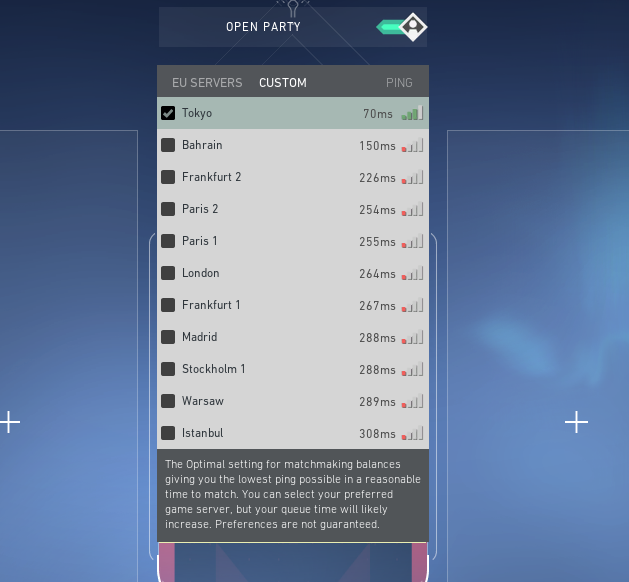 OPEN PARTY
EU SERVERS CUSTOM PING
Tokyo 70ms
Bahrain 150ms
Frankfurt 2 226ms
Paris 2 254ms
Paris 1 255ms
London 264ms
Frankfurt 1 267ms
Madrid 288ms
Stockholm 1 288ms
Warsaw 289ms
Istanbul 308ms
The Optimal setting for matchmaking balances
giving you the lowest ping possible in a reasonable
time to match. You can select your preferred
game server, but your queue time will likely
increase. Preferences are not guaranteed.